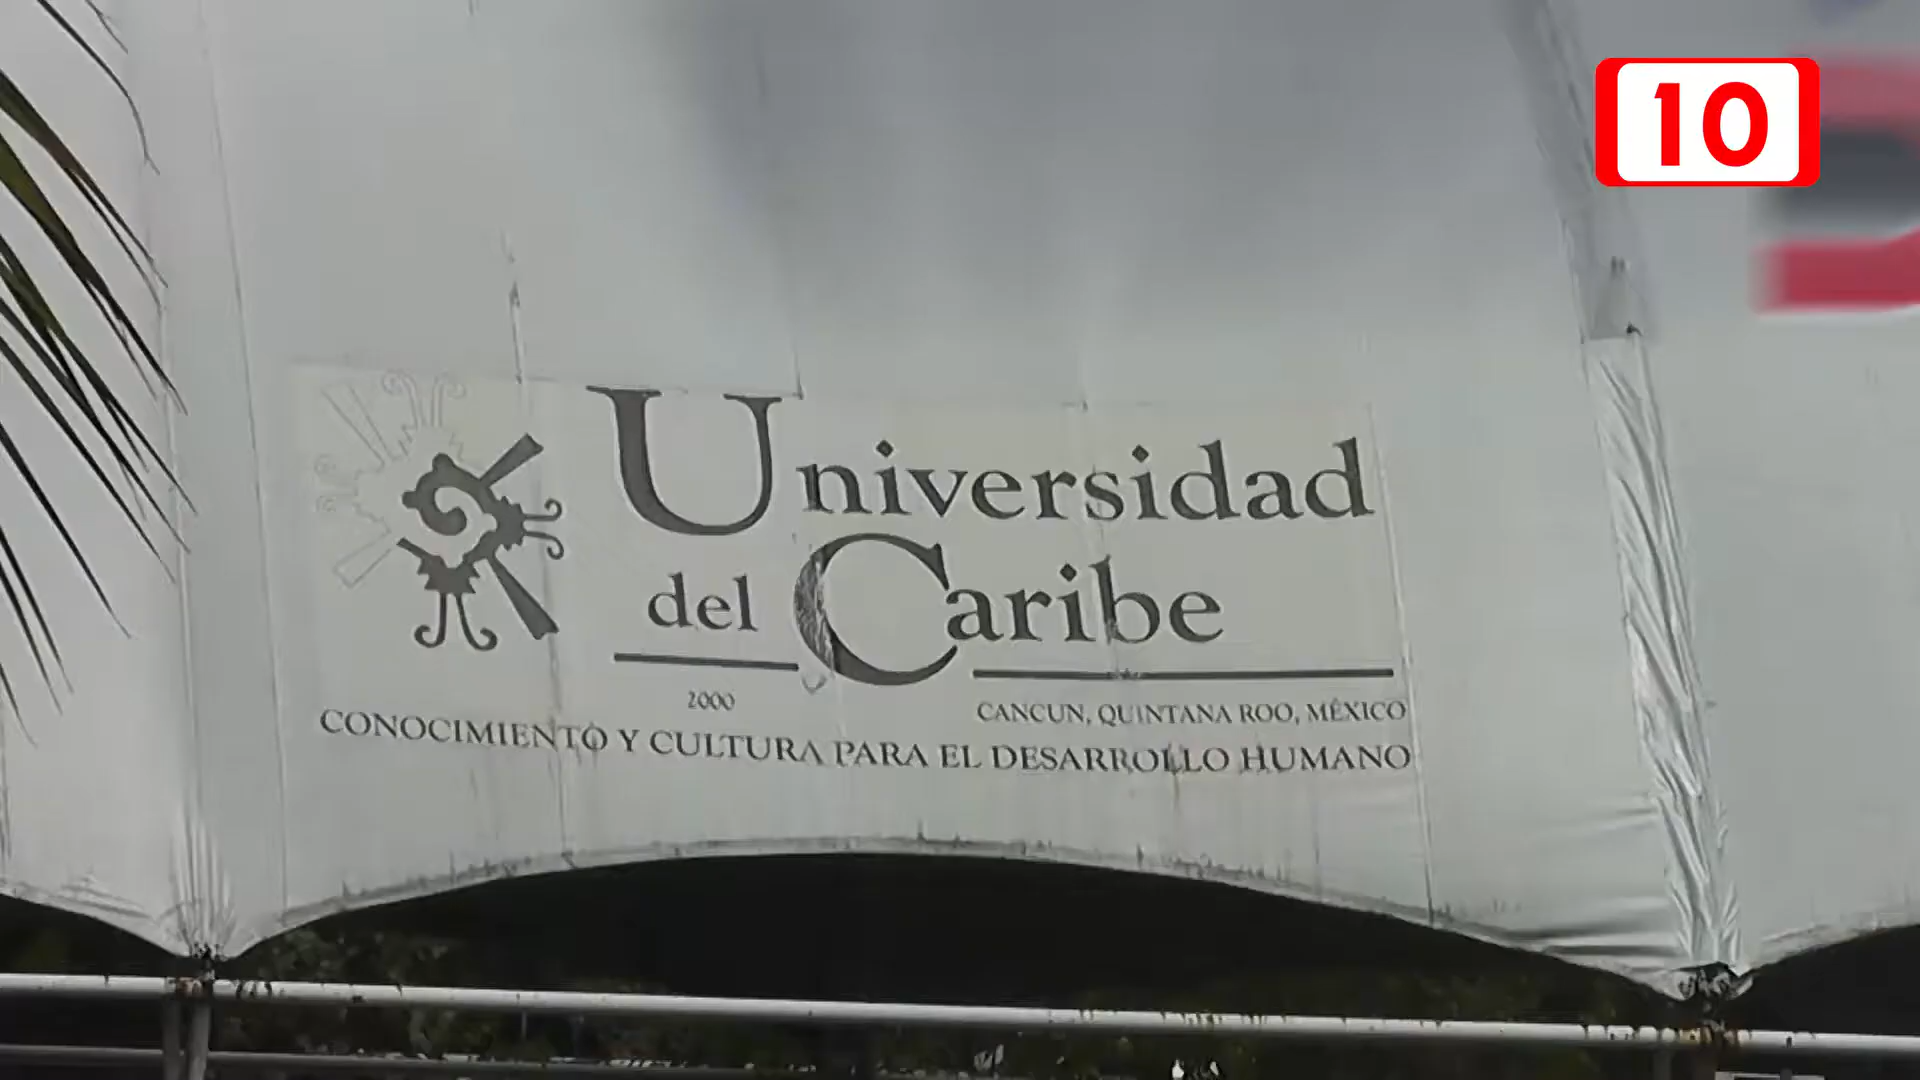 10
Universidad
del Caribe
2000
CANCUN, QUINTANA ROO, MÉXICO
CONOCIMIENTO Y CULTURA PARA EL DESARROLLO HUMANO